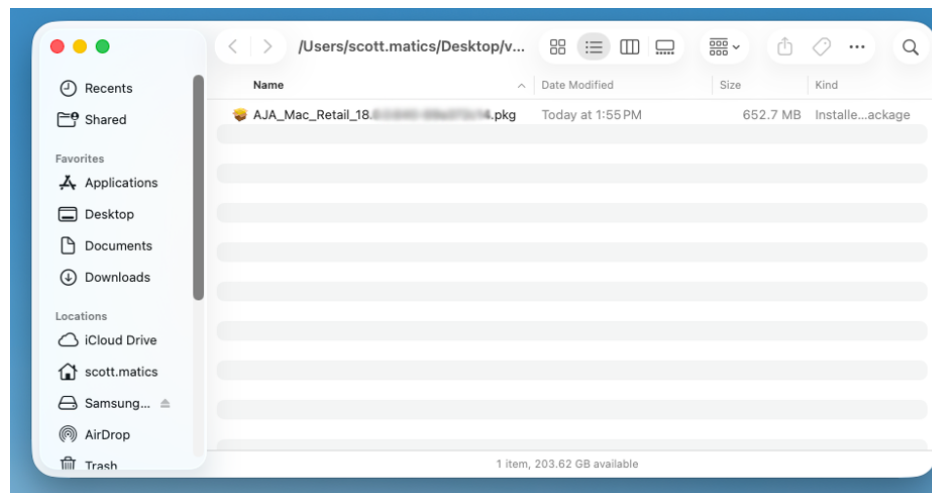 /Users/scott.matics/Desktop/v...
Recents
Shared
Favorites
Applications
Desktop
Documents
Downloads
Locations
iCloud Drive
scott.matics
Samsung...
AirDrop
Trash
Name Date Modified Size Kind
AJA_Mac_Retail_18. 4.pkg Today at 1:55 PM 652.7 MB Installe...ackage
1 item, 203.62 GB available